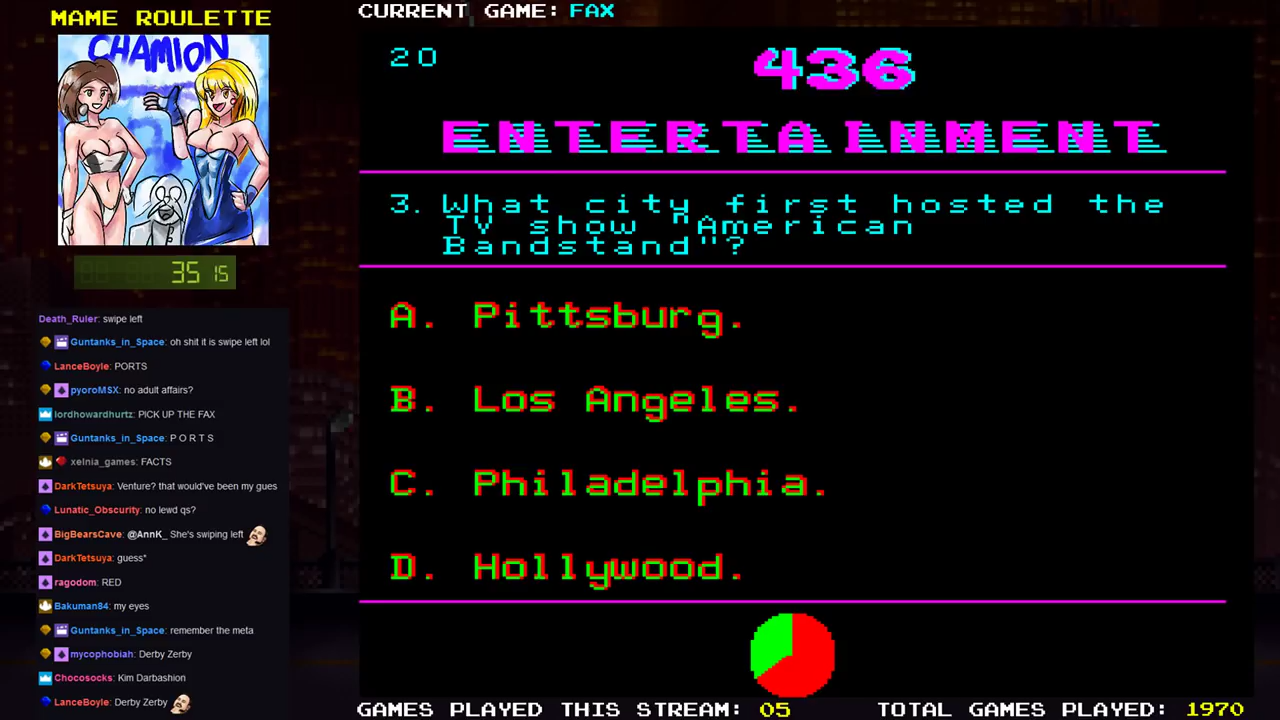 MAME ROULETTE
CHAMION
35 15
Death_Ruler: swipe left
Guntanks_in_Space: oh shit it is swipe left lol
LanceBoyle: PORTS
pyoroMSX: no adult affairs?
lordhowardhurtz: PICK UP THE FAX
Guntanks_in_Space: P O R T S
xelnia_games: FACTS
DarkTetsuya: Venture? that would've been my gues
Lunatic_Obscurity: no lewd qs?
BigBearsCave: @AnnK_ She's swiping left
DarkTetsuya: guess*
ragodom: RED
Bakuman84: my eyes
Guntanks_in_Space: remember the meta
mycophobiah: Derby Zerby
Chocosocks: Kim Darbashion
LanceBoyle: Derby Zerby
CURRENT GAME: FAX
20
436
ENTERTAINMENT
3. What city first hosted the
TV show "American
Bandstand"?
A. Pittsburg.
B. Los Angeles.
C. Philadelphia.
D. Hollywood.
GAMES PLAYED THIS STREAM: 05
TOTAL GAMES PLAYED: 1970